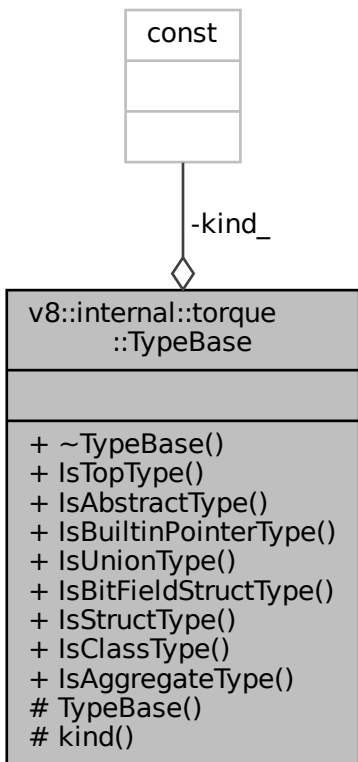 const
-kind_
v8::internal::torque
::TypeBase
+ ~TypeBase()
+ IsTopType()
+ IsAbstractType()
+ IsBuiltinPointerType()
+ IsUnionType()
+ IsBitFieldStructType()
+ IsStructType()
+ IsClassType()
+ IsAggregateType()
# TypeBase()
# kind()